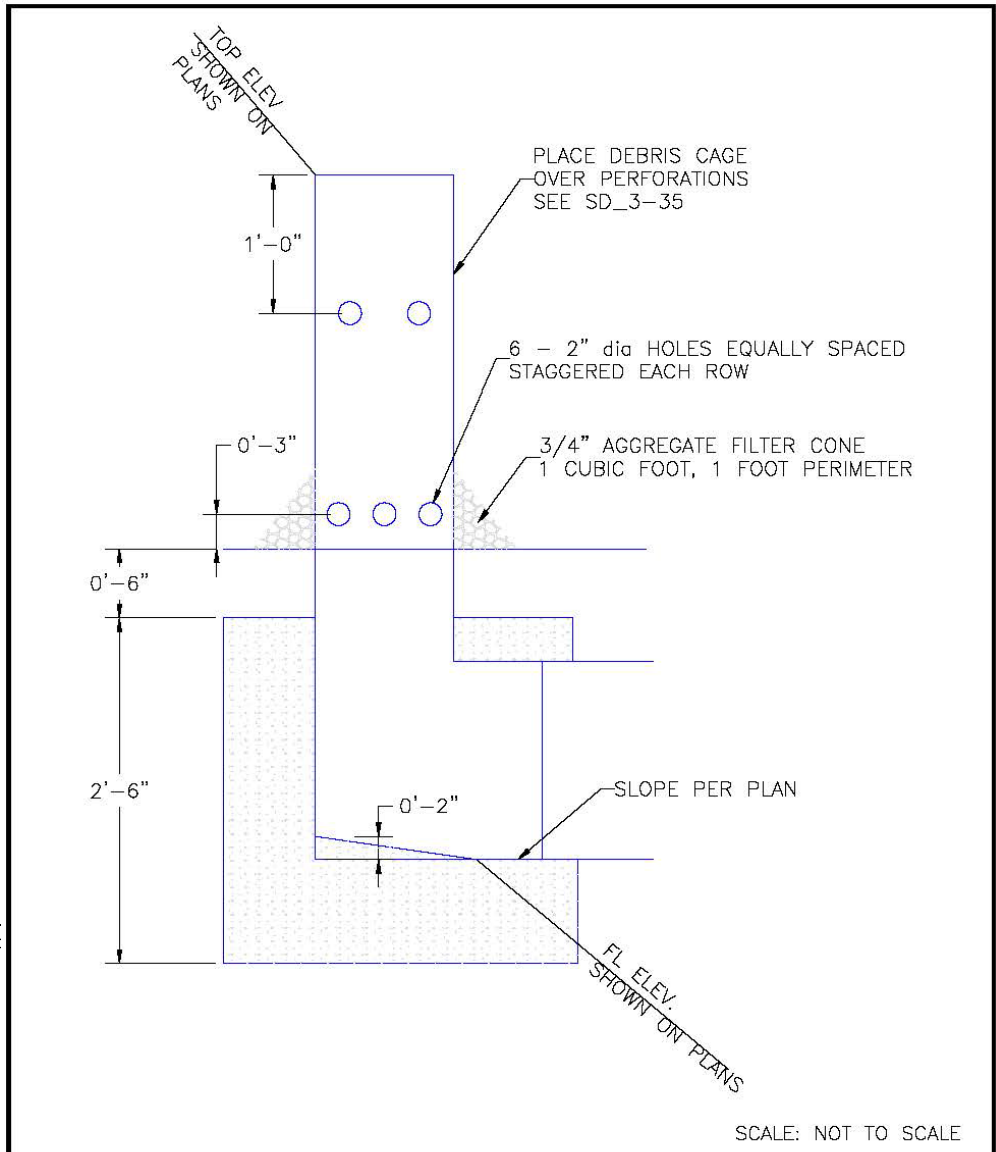 TOP ELEV
SHOWN ON
PLANS
PLACE DEBRIS CAGE
OVER PERFORATIONS
SEE SD_3-35
1'-0"
6 - 2" dia HOLES EQUALLY SPACED
STAGGERED EACH ROW
0'-3"
3/4" AGGREGATE FILTER CONE
1 CUBIC FOOT, 1 FOOT PERIMETER
0'-6"
2'-6"
0'-2"
SLOPE PER PLAN
FL ELEV.
SHOWN ON PLANS
SCALE: NOT TO SCALE